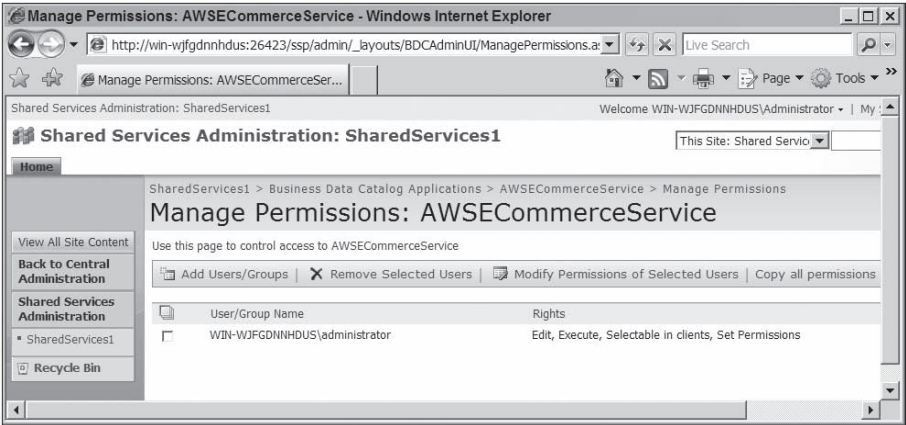 Manage Permissions: AWSECommerceService - Windows Internet Explorer
http://win-wjfgdnnhdus:26423/ssp/admin/_layouts/BDCAdminUI/ManagePermissions.a
Live Search
Manage Permissions: AWSECommerceSer...
Page
Tools
Shared Services Administration: SharedServices1
Welcome WIN-WJFGDNNHDUS\Administrator
My
Shared Services Administration: SharedServices1
This Site: Shared Servic
Home
SharedServices1 > Business Data Catalog Applications > AWSECommerceService > Manage Permissions
Manage Permissions: AWSECommerceService
View All Site Content
Back to Central
Administration
Shared Services
Administration
SharedServices1
Recycle Bin
Use this page to control access to AWSECommerceService
Add Users/Groups | Remove Selected Users | Modify Permissions of Selected Users | Copy all permissions
User/Group Name Rights
WIN-WJFGDNNHDUS\administrator Edit, Execute, Selectable in clients, Set Permissions